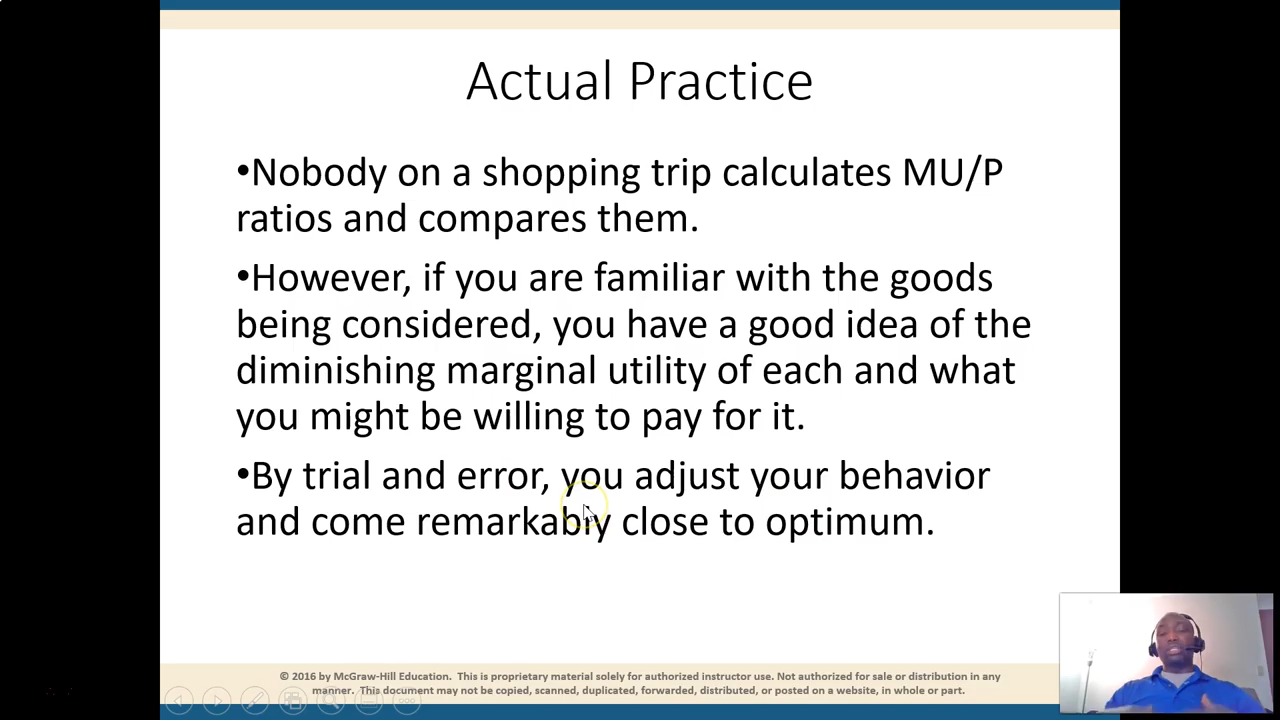 Actual Practice
•Nobody on a shopping trip calculates MU/P
ratios and compares them.
•However, if you are familiar with the goods
being considered, you have a good idea of the
diminishing marginal utility of each and what
you might be willing to pay for it.
•By trial and error, you adjust your behavior
and come remarkably close to optimum.
© 2016 by McGraw-Hill Education. This is proprietary material solely for authorized instructor use. Not authorized for sale or distribution in any
manner. This document may not be copied, scanned, duplicated, forwarded, distributed, or posted on a website, in whole or part.